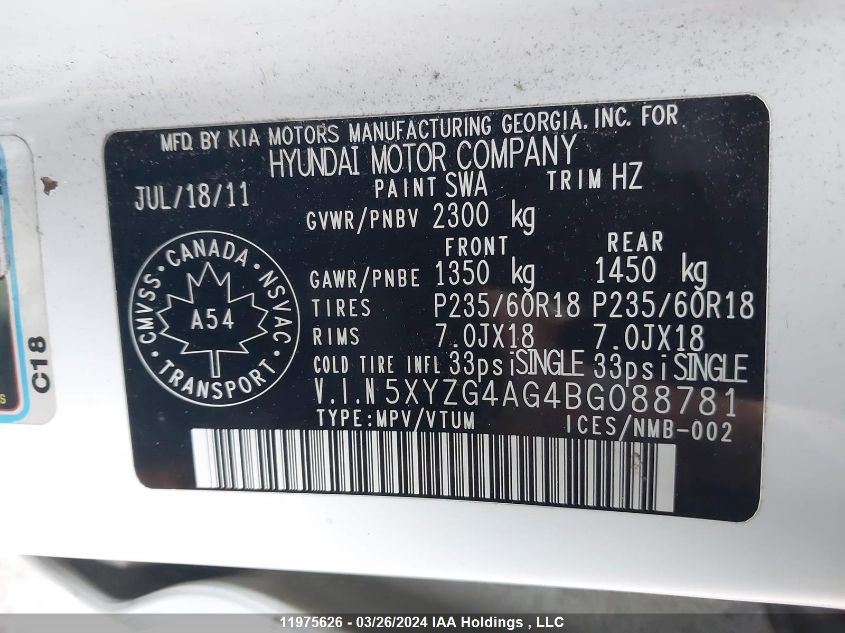 MFD BY KIA MOTORS MANUFACTURING GEORGIA. INC. FOR
HYUNDAI MOTOR COMPANY
JUL/18/11 PAINT SWA TRIM HZ
GVWR/PNBV 2300 kg
FRONT REAR
GAWR/PNBE 1350 kg 1450 kg
TIRES P235/60R18 P235/60R18
RIMS 7.0JX18 7.0JX18
COLD TIRE INFL 33psiSINGLE 33psiSINGLE
V.I.N 5XYZG4AG4BG088781
TYPE:MPV/VTUM ICES/NMB-002
CMVSS · CANADA · NSVAC
A54
TRANSPORT
C18
S
11975626 - 03/26/2024 IAA Holdings , LLC